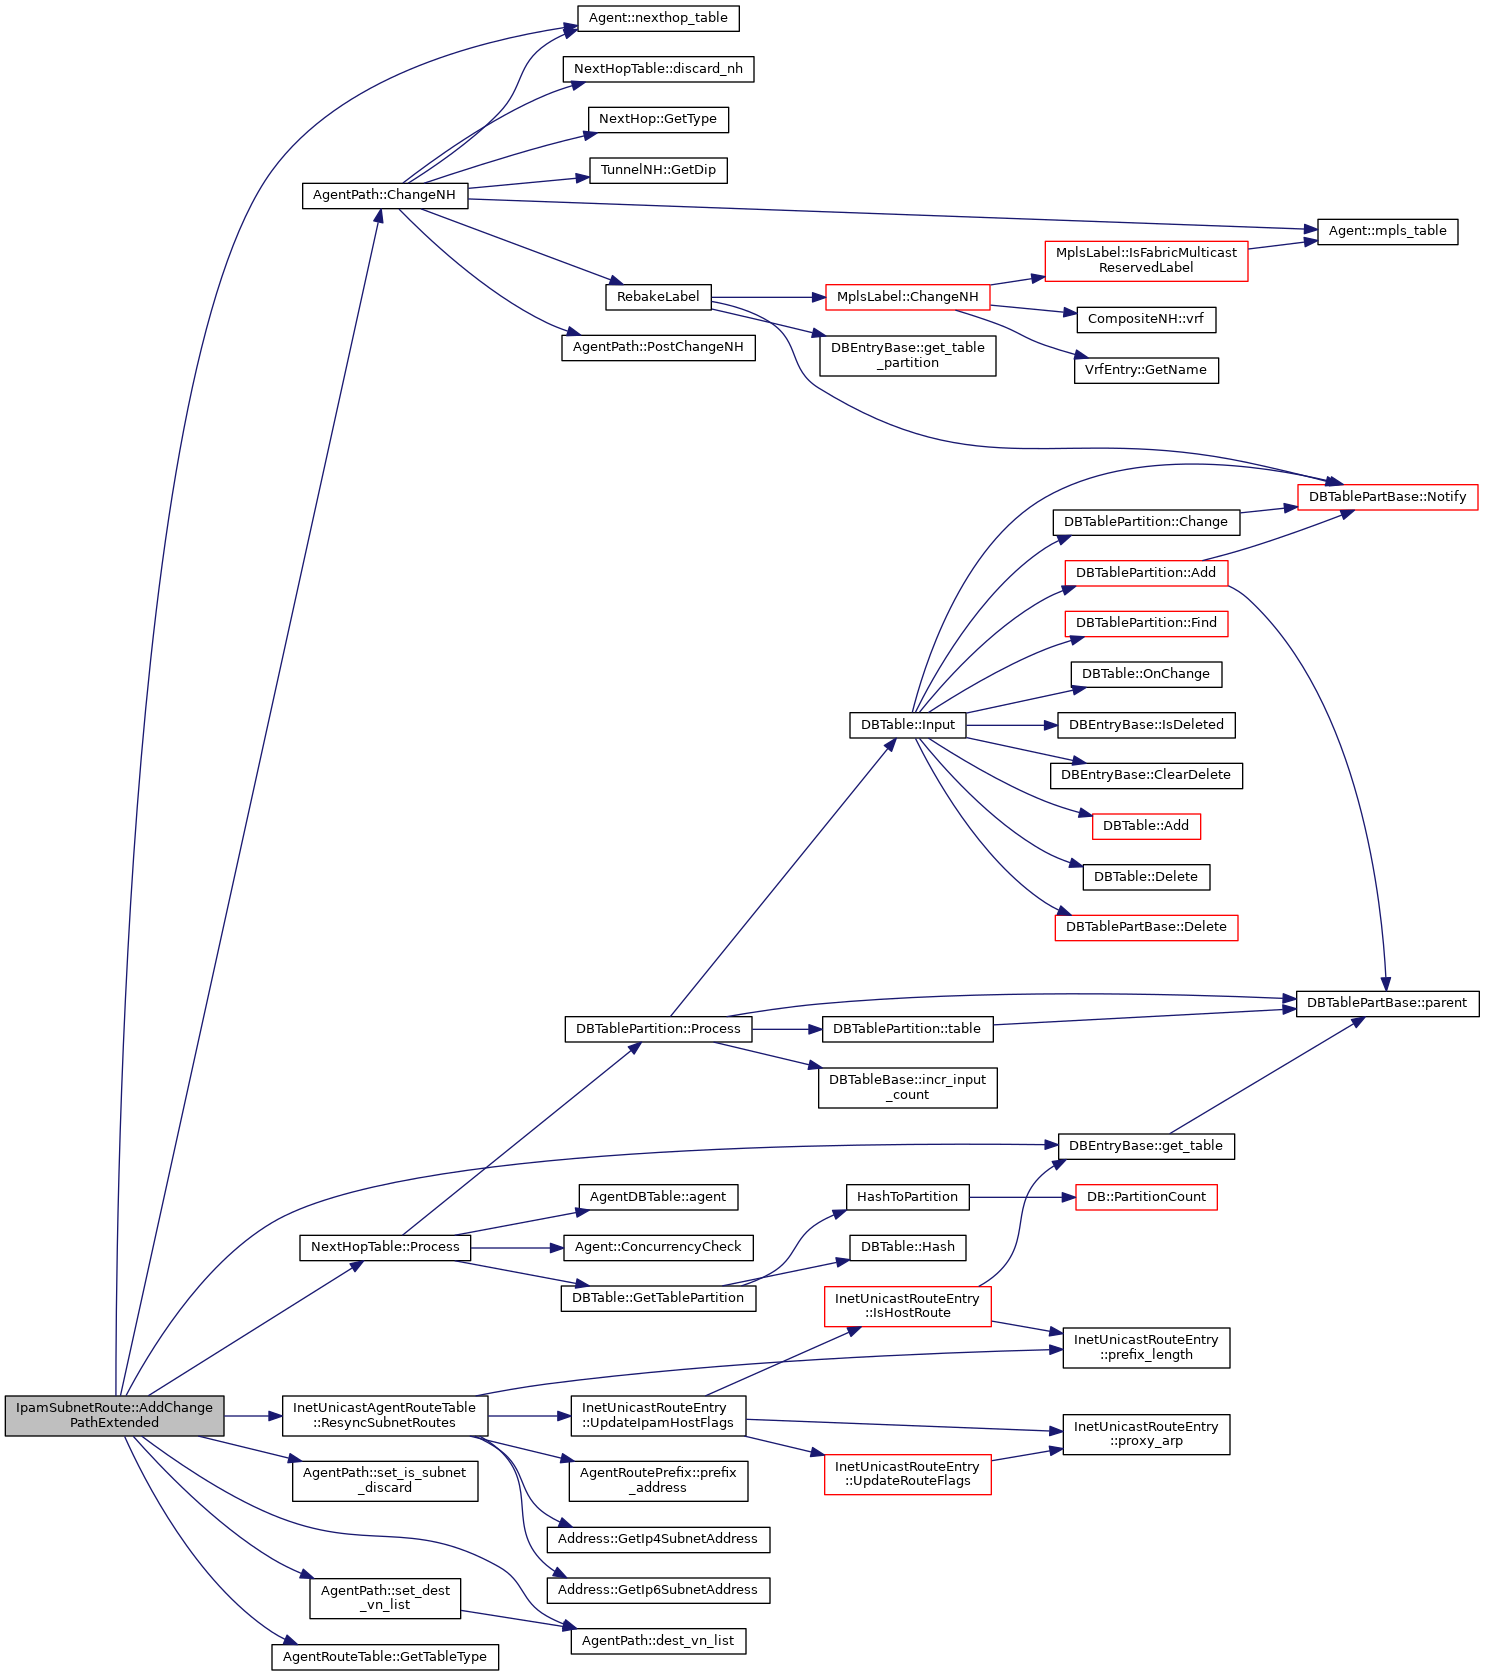 Agent::nexthop_table
NextHopTable::discard_nh
NextHop::GetType
TunnelNH::GetDip
AgentPath::ChangeNH
Agent::mpls_table
MplsLabel::IsFabricMulticast
ReservedLabel
RebakeLabel
MplsLabel::ChangeNH
CompositeNH::vrf
AgentPath::PostChangeNH
DBEntryBase::get_table
_partition
VrfEntry::GetName
DBTablePartBase::Notify
DBTablePartition::Change
DBTablePartition::Add
DBTablePartition::Find
DBTable::OnChange
DBTable::Input
DBEntryBase::IsDeleted
DBEntryBase::ClearDelete
DBTable::Add
DBTable::Delete
DBTablePartBase::Delete
DBTablePartBase::parent
DBTablePartition::Process
DBTablePartition::table
DBTableBase::incr_input
_count
DBEntryBase::get_table
AgentDBTable::agent
HashToPartition
DB::PartitionCount
NextHopTable::Process
Agent::ConcurrencyCheck
DBTable::Hash
DBTable::GetTablePartition
InetUnicastRouteEntry
::IsHostRoute
InetUnicastRouteEntry
::prefix_length
IpamSubnetRoute::AddChange
PathExtended
InetUnicastAgentRouteTable
::ResyncSubnetRoutes
InetUnicastRouteEntry
::UpdateIpamHostFlags
InetUnicastRouteEntry
::proxy_arp
AgentPath::set_is_subnet
_discard
AgentRoutePrefix::prefix
_address
InetUnicastRouteEntry
::UpdateRouteFlags
Address::GetIp4SubnetAddress
Address::GetIp6SubnetAddress
AgentPath::set_dest
_vn_list
AgentPath::dest_vn_list
AgentRouteTable::GetTableType